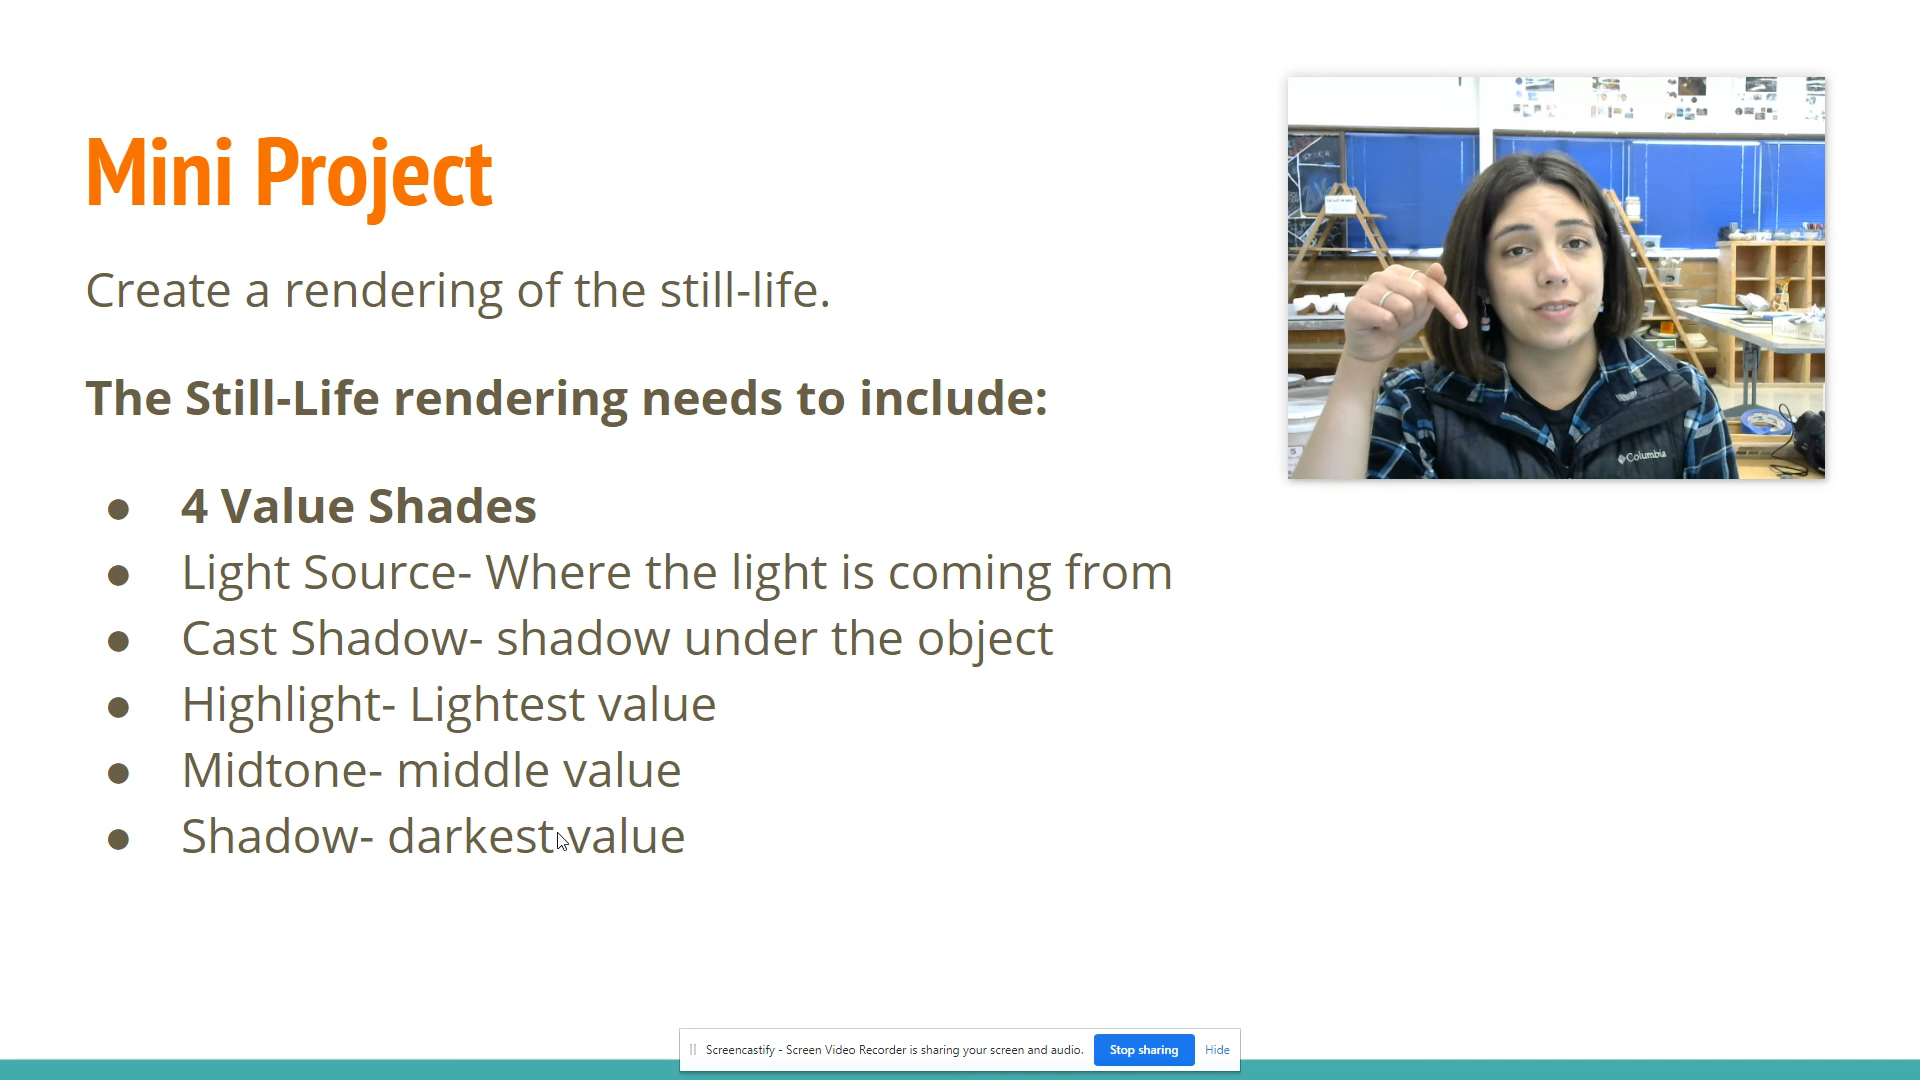 Mini Project
Create a rendering of the still-life.
The Still-Life rendering needs to include:
● 4 Value Shades
● Light Source- Where the light is coming from
● Cast Shadow- shadow under the object
● Highlight- Lightest value
● Midtone- middle value
● Shadow- darkest value
Columbia
Screencastify - Screen Video Recorder is sharing your screen and audio.
Stop sharing
Hide